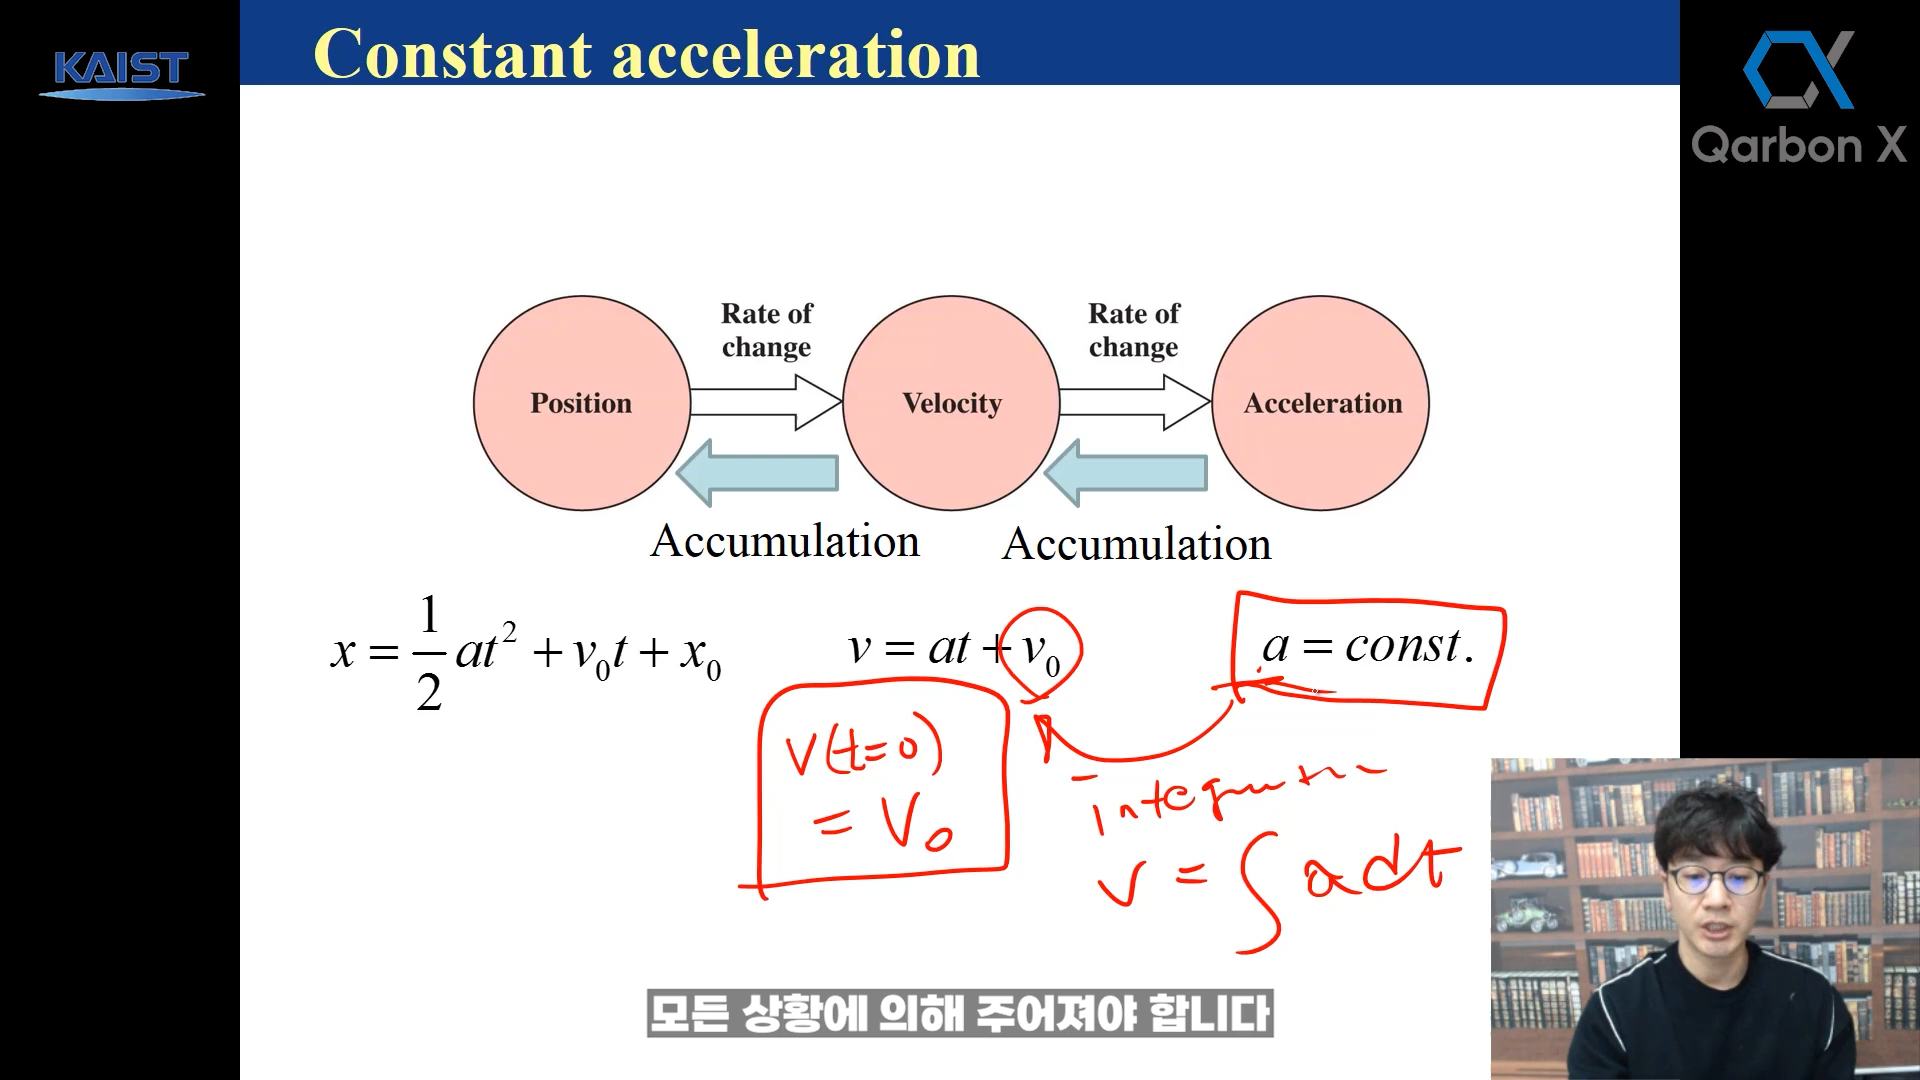 KAIST
Constant acceleration
Qarbon X
Rate of
change
Rate of
change
Position
Velocity
Acceleration
Accumulation
Accumulation
x = 1/2 at² + v₀t + x₀
v = at + v₀
a = const.
v(t=0)
= V₀
v = ∫ a dt
모든 상황에 의해 주어져야 합니다